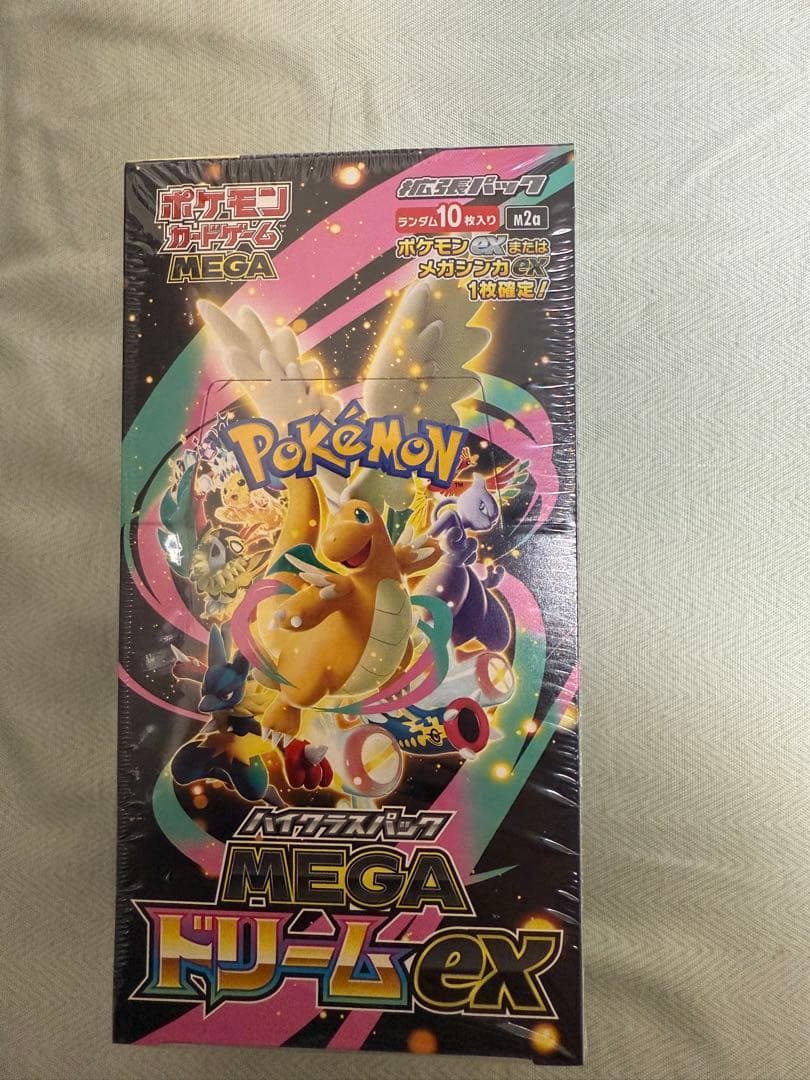 ポケモン
カードゲーム
MEGA
拡張パック
ランダム10枚入り
m2a
ポケモンexまたは
メガシンカex
1枚確定!
POKéMON
ハイクラスパック
MEGA
ドリームex